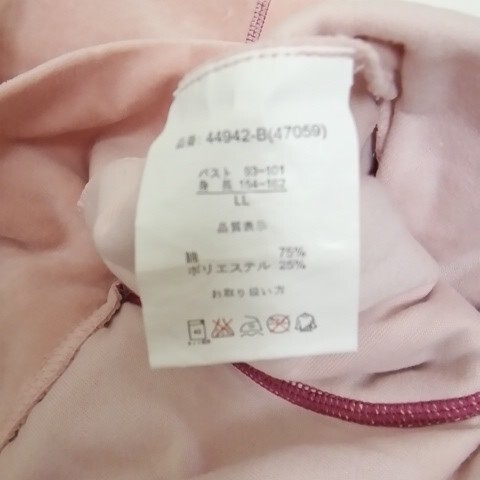 品番 44942-B(47059)
バスト 93-101
身長 154-162
LL
品質表示
綿 75%
ポリエステル 25%
お取り扱い方